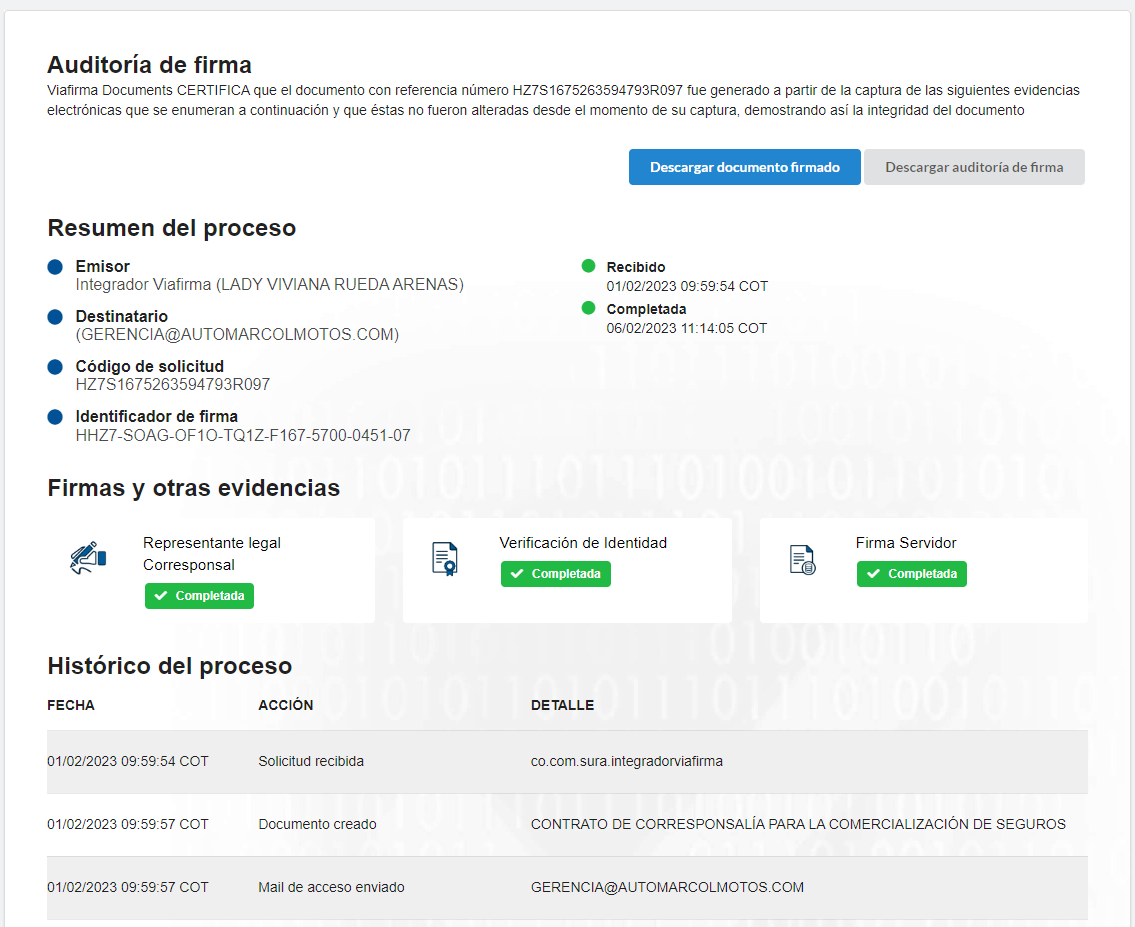 Auditoría de firma
Viafirma Documents CERTIFICA que el documento con referencia número HZ7S1675263594793R097 fue generado a partir de la captura de las siguientes evidencias
electrónicas que se enumeran a continuación y que éstas no fueron alteradas desde el momento de su captura, demostrando así la integridad del documento
Descargar documento firmado
Descargar auditoría de firma
Resumen del proceso
Emisor
Integrador Viafirma (LADY VIVIANA RUEDA ARENAS)
Destinatario
(GERENCIA@AUTOMARCOLMOTOS.COM)
Código de solicitud
HZ7S1675263594793R097
Identificador de firma
HHZ7-SOAG-OF1O-TQ1Z-F167-5700-0451-07
Recibido
01/02/2023 09:59:54 COT
Completada
06/02/2023 11:14:05 COT
Firmas y otras evidencias
Representante legal
Corresponsal
Completada
Verificación de Identidad
Completada
Firma Servidor
Completada
Histórico del proceso
FECHA ACCIÓN DETALLE
01/02/2023 09:59:54 COT Solicitud recibida co.com.sura.integradorviafirma
01/02/2023 09:59:57 COT Documento creado CONTRATO DE CORRESPONSALÍA PARA LA COMERCIALIZACIÓN DE SEGUROS
01/02/2023 09:59:57 COT Mail de acceso enviado GERENCIA@AUTOMARCOLMOTOS.COM